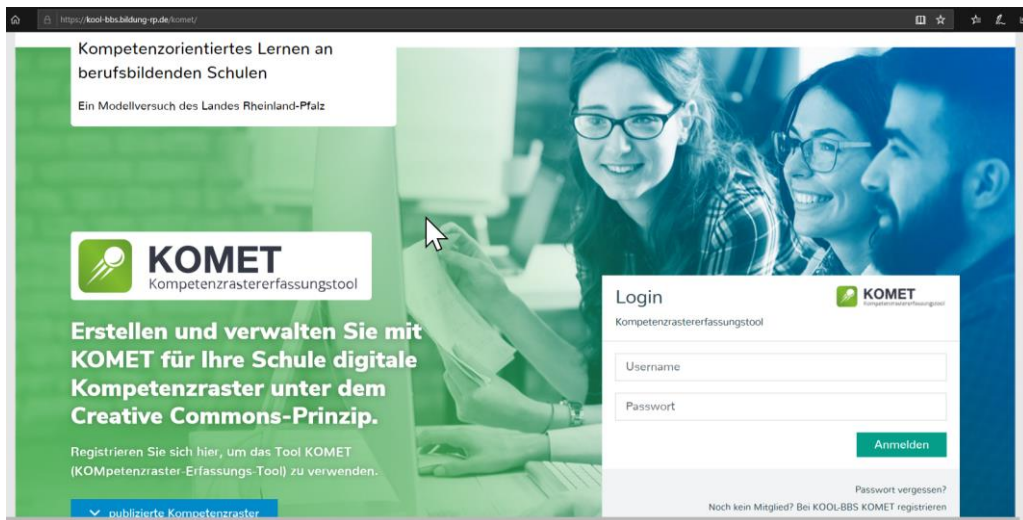 https://kool-bbs.bildung-rp.de/komet/
Kompetenzorientiertes Lernen an
berufsbildenden Schulen
Ein Modellversuch des Landes Rheinland-Pfalz
KOMET
Kompetenzrastererfassungstool
Erstellen und verwalten Sie mit
KOMET für Ihre Schule digitale
Kompetenzraster unter dem
Creative Commons-Prinzip.
Registrieren Sie sich hier, um das Tool KOMET
(KOMpetenzraster-Erfassungs-Tool) zu verwenden.
publizierte Kompetenzraster
Login
KOMET
Kompetenzrastererfassungstool
Kompetenzrastererfassungstool
Username
Passwort
Anmelden
Passwort vergessen?
Noch kein Mitglied? Bei KOOL-BBS KOMET registrieren